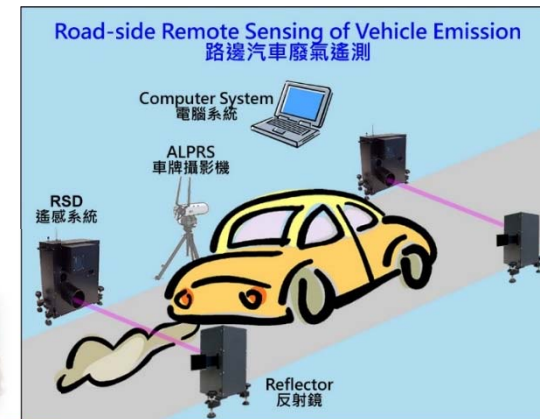 Road-side Remote Sensing of Vehicle Emission
路邊汽車廢氣遙測
Computer System
電腦系統
ALPRS
車牌攝影機
RSD
遙感系統
Reflector
反射鏡